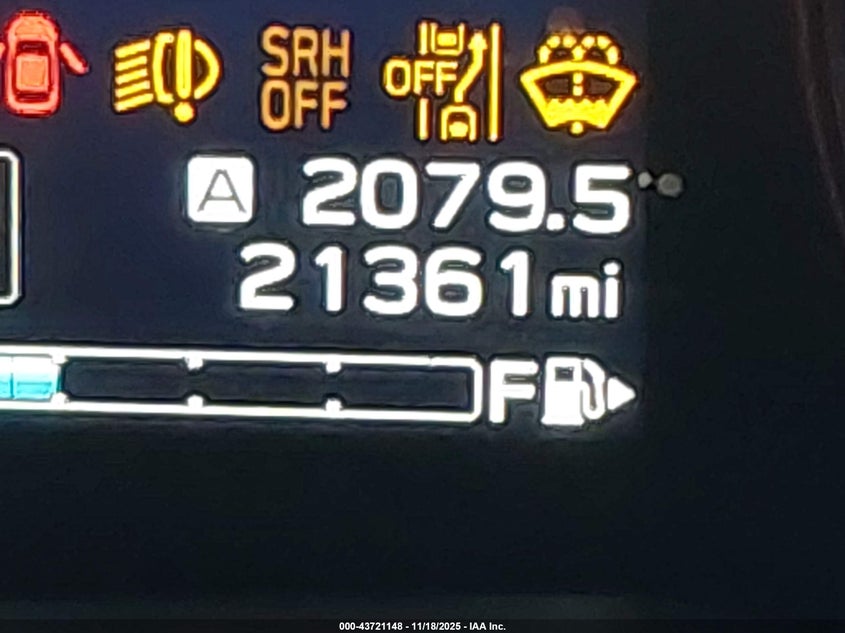 SRH
OFF
OFF
A 2079.5
21361 mi
F
000-43721148 - 11/18/2025 - IAA Inc.